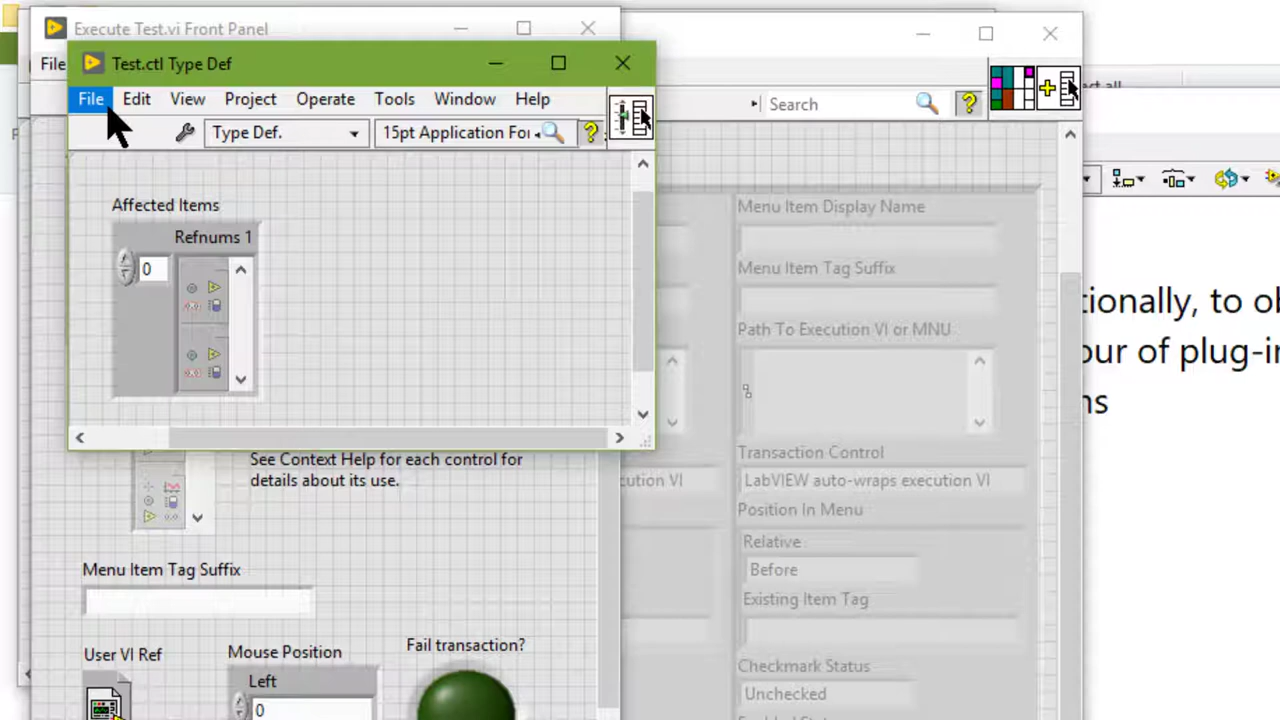 Execute Test.vi Front Panel
File
Test.ctl Type Def
File Edit View Project Operate Tools Window Help
Type Def.
15pt Application For
Search
Affected Items
Refnums 1
0
Menu Item Display Name
Menu Item Tag Suffix
Path To Execution VI or MNU
Transaction Control
LabVIEW auto-wraps execution VI
Position In Menu
Relative
Before
Existing Item Tag
Checkmark Status
Unchecked
See Context Help for each control for
details about its use.
Menu Item Tag Suffix
User VI Ref
Mouse Position
Left
0
Fail transaction?
cution VI
tionally, to ob
our of plug-in
ns